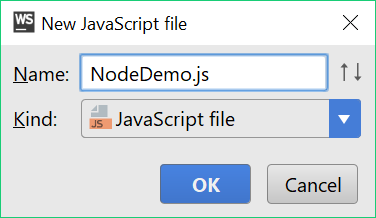 WS New JavaScript file
Name: NodeDemo.js
Kind: JS JavaScript file
OK Cancel